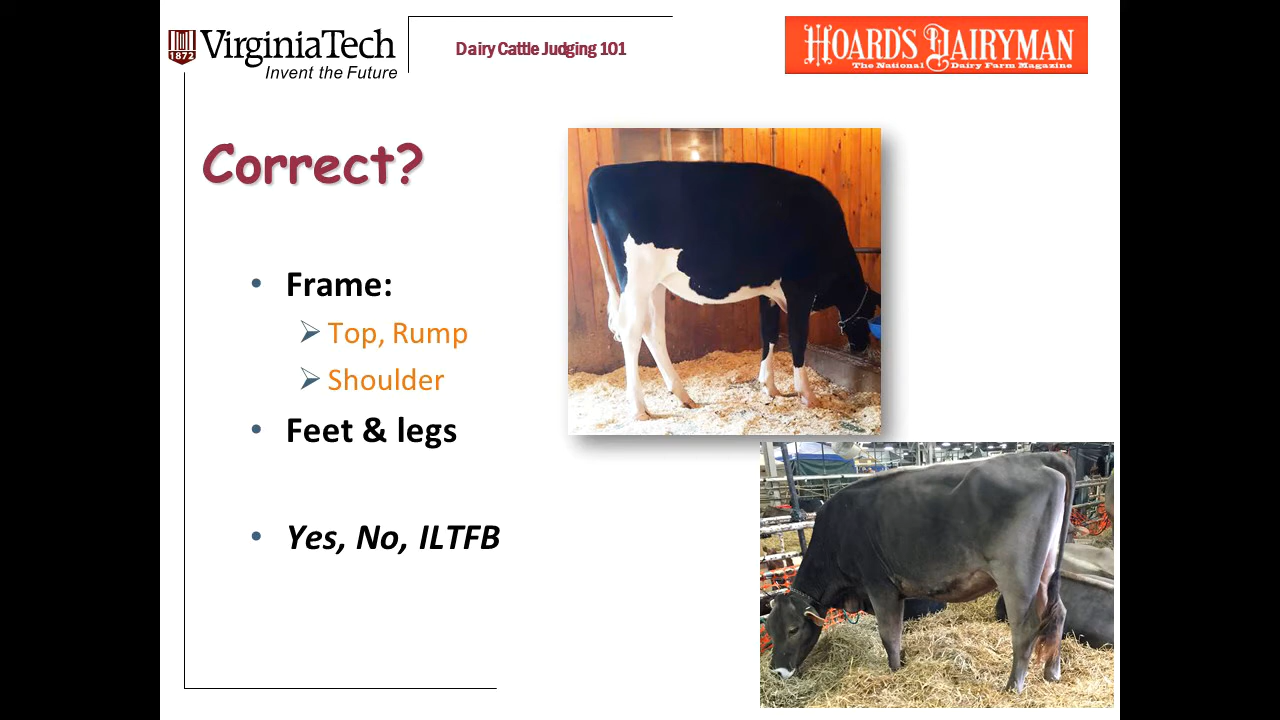 1872
VirginiaTech
Invent the Future
Dairy Cattle Judging 101
HOARD'S DAIRYMAN
The National Dairy Farm Magazine
Correct?
• Frame:
➢ Top, Rump
➢ Shoulder
• Feet & legs
• Yes, No, ILTFB